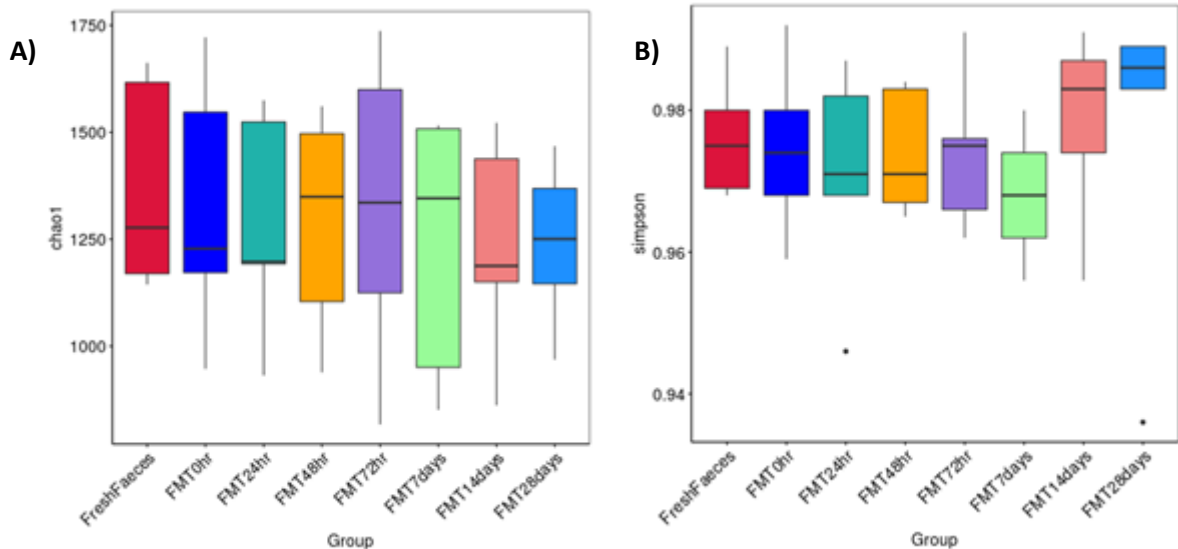 A)
1750
1500
1250
1000
chao1
FreshFaeces
FMT0hr
FMT24hr
FMT48hr
FMT72hr
FMT7days
FMT14days
FMT28days
Group
B)
0.98
0.96
0.94
simpson
FreshFaeces
FMT0hr
FMT24hr
FMT48hr
FMT72hr
FMT7days
FMT14days
FMT28days
Group